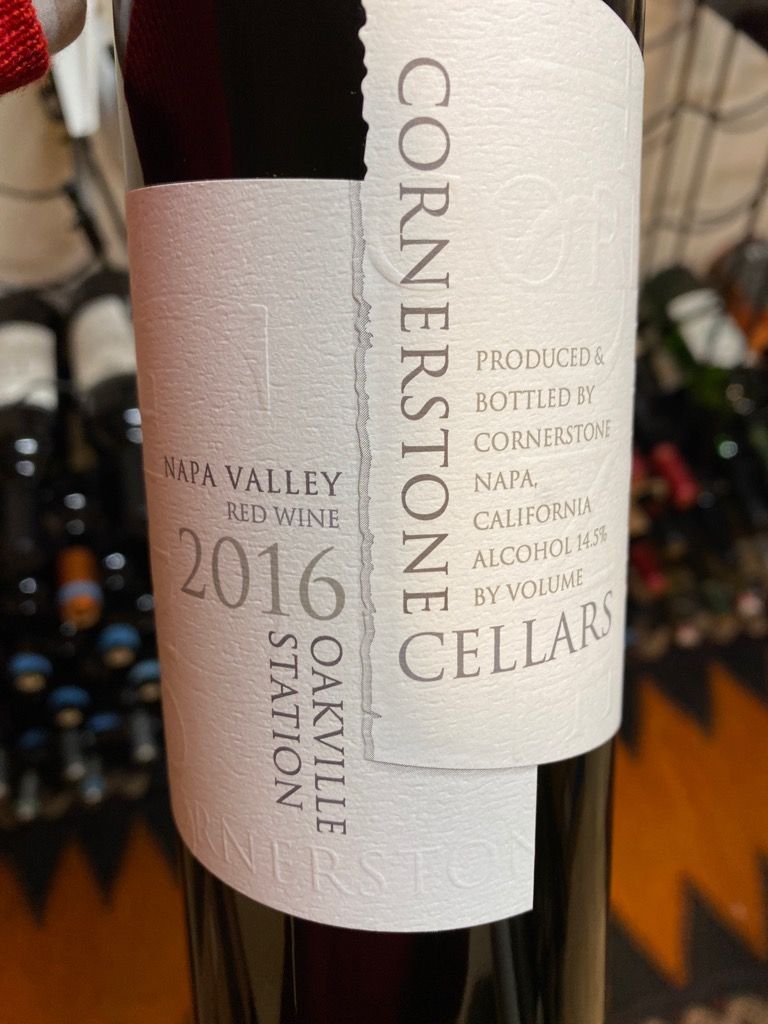 CORNERSTONE
CELLARS
PRODUCED &
BOTTLED BY
CORNERSTONE
NAPA,
CALIFORNIA
ALCOHOL 14.5%
BY VOLUME
NAPA VALLEY
RED WINE
2016
OAKVILLE
STATION
RNERSTON